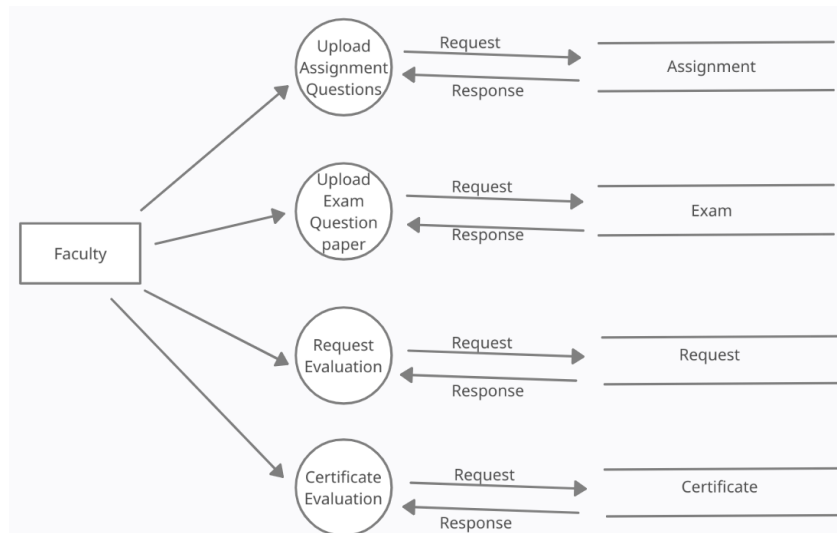 Upload
Assignment
Questions
Request
Response
Assignment
Upload
Exam
Question
paper
Request
Response
Exam
Faculty
Request
Evaluation
Request
Response
Request
Certificate
Evaluation
Request
Response
Certificate